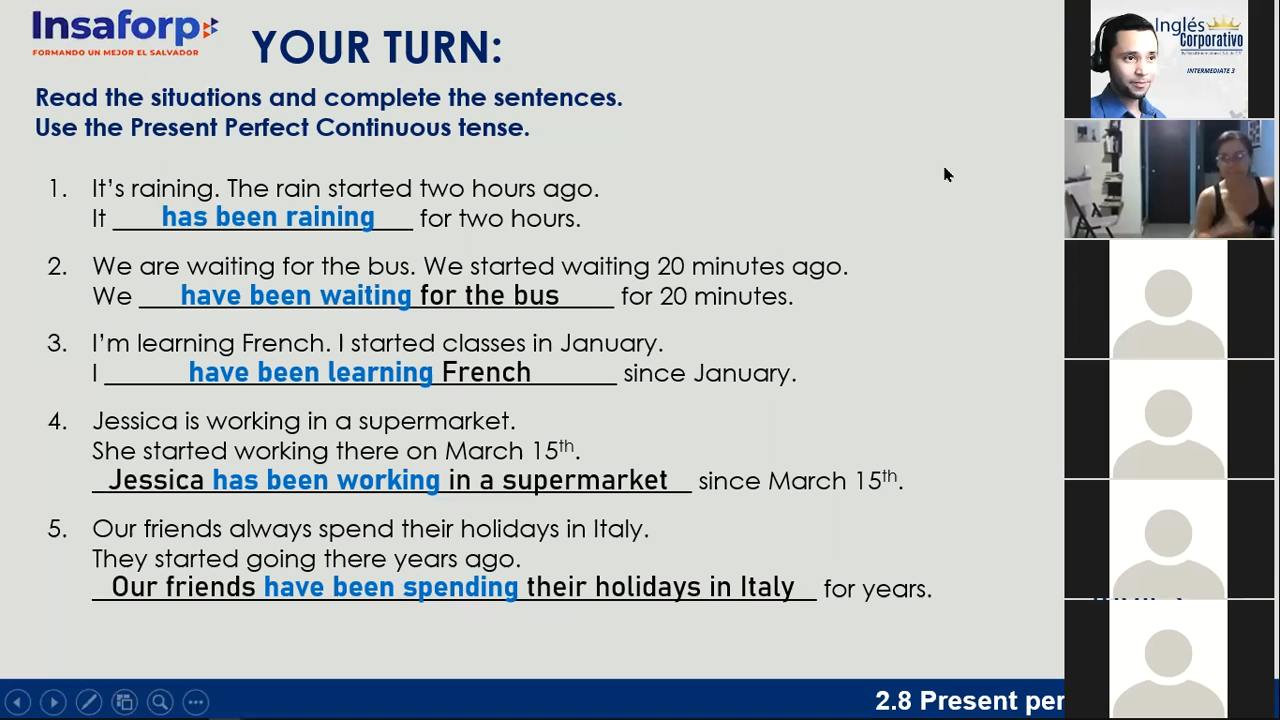 Insaforp
FORMANDO UN MEJOR EL SALVADOR
YOUR TURN:
Read the situations and complete the sentences.
Use the Present Perfect Continuous tense.
1. It's raining. The rain started two hours ago.
It has been raining for two hours.
2. We are waiting for the bus. We started waiting 20 minutes ago.
We have been waiting for the bus for 20 minutes.
3. I'm learning French. I started classes in January.
I have been learning French since January.
4. Jessica is working in a supermarket.
She started working there on March 15th.
Jessica has been working in a supermarket since March 15th.
5. Our friends always spend their holidays in Italy.
They started going there years ago.
Our friends have been spending their holidays in Italy for years.
2.8 Present per
Inglés
Corporativo
INTERMEDIATE 3